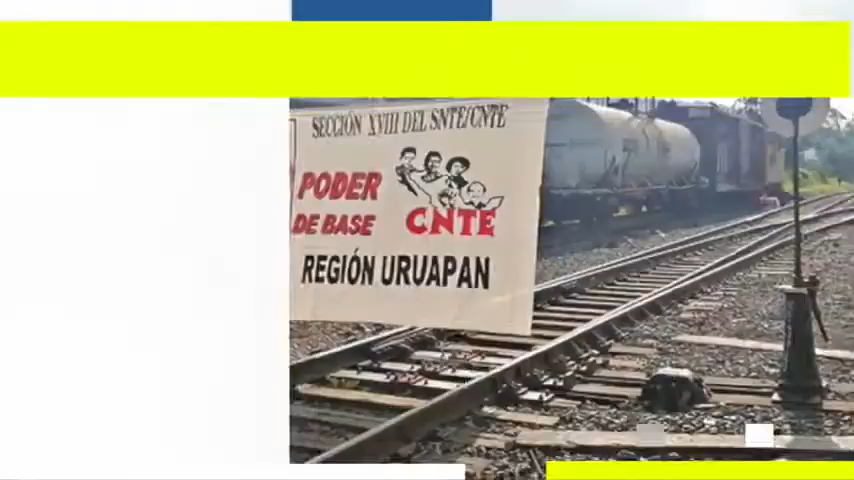 SECCIÓN XVIII DEL SNTE/CNTE
PODER
DE BASE
CNTE
REGIÓN URUAPAN